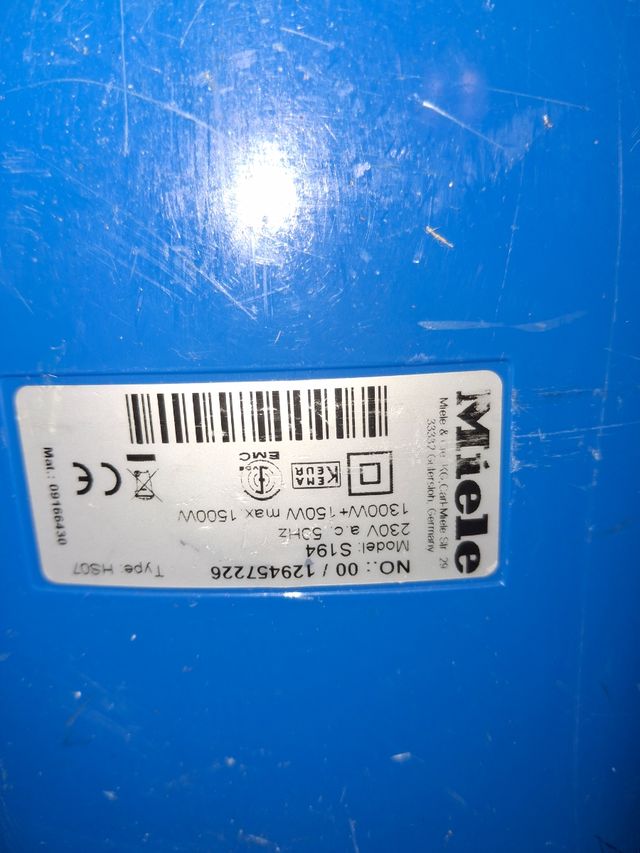 Miele
Miele & Cie. KG, Carl-Miele-Str. 29
33332 Gütersloh, Germany
NO.: 00 / 129457226
Model: S194
Type: HS07
230V a.c. 50Hz
1300W+150W max 1500W
KEMA
KEUR
EMC
CE
Mat.: 09166430